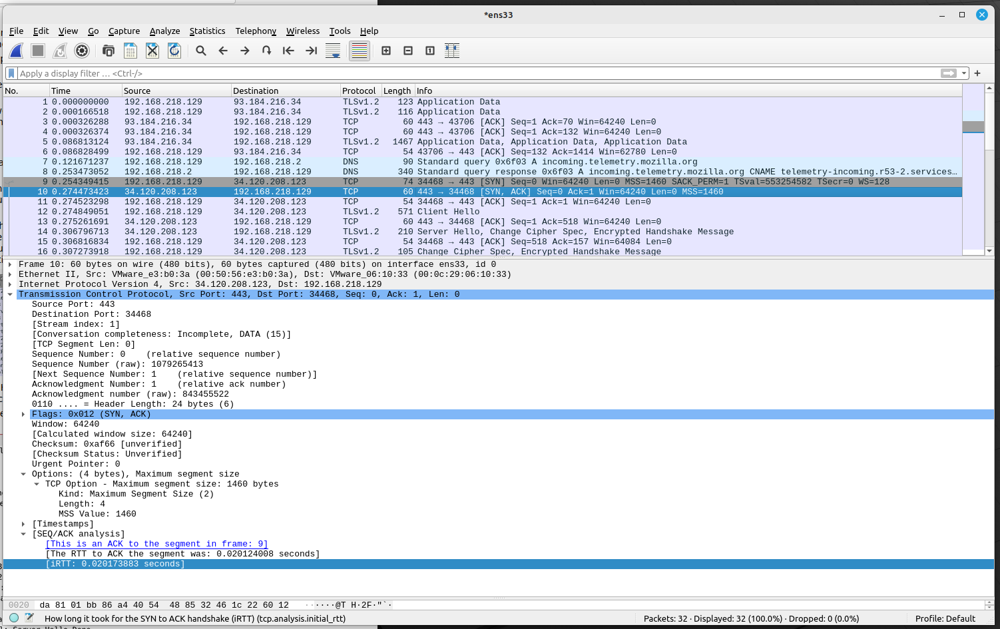 *ens33
File Edit View Go Capture Analyze Statistics Telephony Wireless Tools Help
Apply a display filter … <Ctrl-/>
No. Time Source Destination Protocol Length Info
1 0.000000000 192.168.218.129 93.184.216.34 TLSv1.2 123 Application Data
2 0.000166518 192.168.218.129 93.184.216.34 TLSv1.2 116 Application Data
3 0.000326288 93.184.216.34 192.168.218.129 TCP 60 443 → 43706 [ACK] Seq=1 Ack=70 Win=64240 Len=0
4 0.000326374 93.184.216.34 192.168.218.129 TCP 60 443 → 43706 [ACK] Seq=1 Ack=132 Win=64240 Len=0
5 0.086813124 93.184.216.34 192.168.218.129 TLSv1.2 1467 Application Data, Application Data, Application Data
6 0.086828499 192.168.218.129 93.184.216.34 TCP 54 43706 → 443 [ACK] Seq=132 Ack=1414 Win=62780 Len=0
7 0.121671237 192.168.218.129 192.168.218.2 DNS 90 Standard query 0x6f03 A incoming.telemetry.mozilla.org
8 0.253473052 192.168.218.2 192.168.218.129 DNS 340 Standard query response 0x6f03 A incoming.telemetry.mozilla.org CNAME telemetry-incoming.r53-2.services…
9 0.254349415 192.168.218.129 34.120.208.123 TCP 74 34468 → 443 [SYN] Seq=0 Win=64240 Len=0 MSS=1460 SACK_PERM=1 TSval=553254582 TSecr=0 WS=128
10 0.274473423 34.120.208.123 192.168.218.129 TCP 60 443 → 34468 [SYN, ACK] Seq=0 Ack=1 Win=64240 Len=0 MSS=1460
11 0.274523298 192.168.218.129 34.120.208.123 TCP 54 34468 → 443 [ACK] Seq=1 Ack=1 Win=64240 Len=0
12 0.274849051 192.168.218.129 34.120.208.123 TLSv1.2 571 Client Hello
13 0.275261691 34.120.208.123 192.168.218.129 TCP 60 443 → 34468 [ACK] Seq=1 Ack=518 Win=64240 Len=0
14 0.306796713 34.120.208.123 192.168.218.129 TLSv1.2 210 Server Hello, Change Cipher Spec, Encrypted Handshake Message
15 0.306816834 192.168.218.129 34.120.208.123 TCP 54 34468 → 443 [ACK] Seq=518 Ack=157 Win=64084 Len=0
16 0.307273918 192.168.218.129 34.120.208.123 TLSv1.2 105 Change Cipher Spec, Encrypted Handshake Message
Frame 10: 60 bytes on wire (480 bits), 60 bytes captured (480 bits) on interface ens33, id 0
Ethernet II, Src: VMware_e3:b0:3a (00:50:56:e3:b0:3a), Dst: VMware_06:10:33 (00:0c:29:06:10:33)
Internet Protocol Version 4, Src: 34.120.208.123, Dst: 192.168.218.129
Transmission Control Protocol, Src Port: 443, Dst Port: 34468, Seq: 0, Ack: 1, Len: 0
Source Port: 443
Destination Port: 34468
[Stream index: 1]
[Conversation completeness: Incomplete, DATA (15)]
[TCP Segment Len: 0]
Sequence Number: 0 (relative sequence number)
Sequence Number (raw): 1079265413
[Next Sequence Number: 1 (relative sequence number)]
Acknowledgment Number: 1 (relative ack number)
Acknowledgment number (raw): 843455522
0110 .... = Header Length: 24 bytes (6)
Flags: 0x012 (SYN, ACK)
Window: 64240
[Calculated window size: 64240]
Checksum: 0xaf66 [unverified]
[Checksum Status: Unverified]
Urgent Pointer: 0
Options: (4 bytes), Maximum segment size
TCP Option - Maximum segment size: 1460 bytes
Kind: Maximum Segment Size (2)
Length: 4
MSS Value: 1460
[Timestamps]
[SEQ/ACK analysis]
[This is an ACK to the segment in frame: 9]
[The RTT to ACK the segment was: 0.020124008 seconds]
[iRTT: 0.020173883 seconds]
0020 da 81 01 bb 86 a4 40 54 48 85 32 46 1c 22 60 12 ······@T H·2F·"`·
How long it took for the SYN to ACK handshake (iRTT) (tcp.analysis.initial_rtt) Packets: 32 · Displayed: 32 (100.0%) · Dropped: 0 (0.0%) Profile: Default